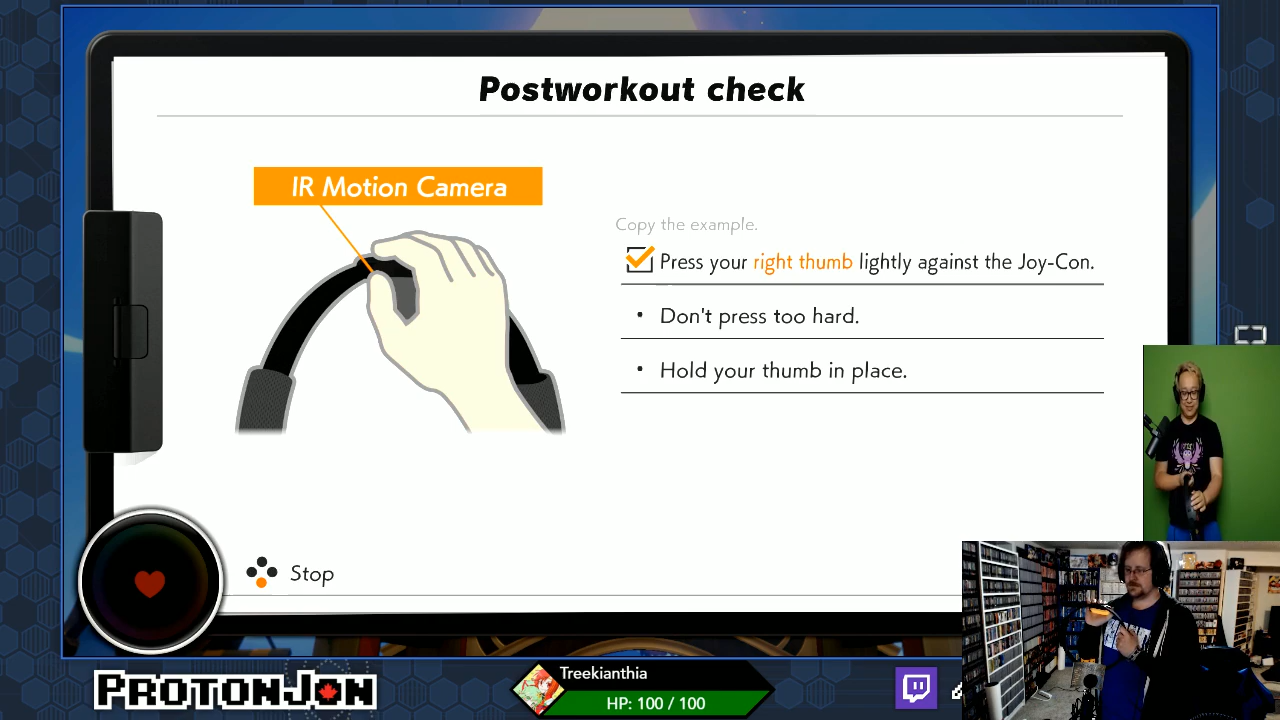 Postworkout check
IR Motion Camera
Copy the example.
Press your right thumb lightly against the Joy-Con.
• Don't press too hard.
• Hold your thumb in place.
Stop
PROTONJON
Treekianthia
HP: 100 / 100